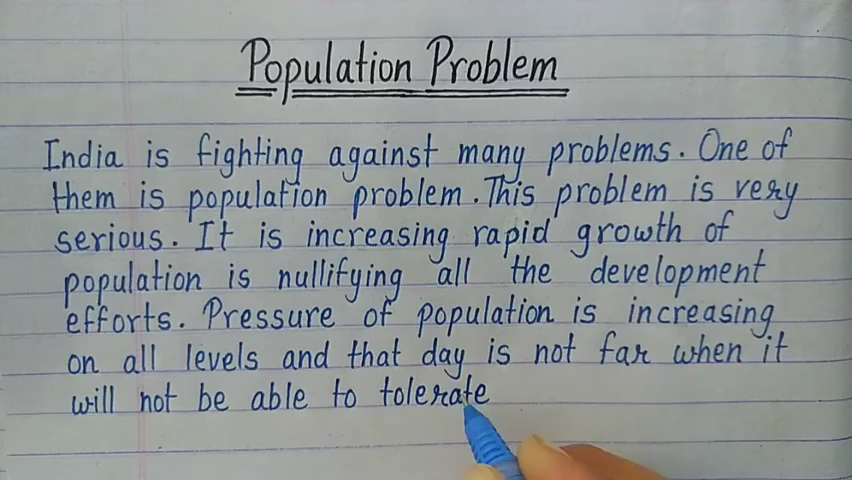 Population Problem
India is fighting against many problems. One of
them is population problem. This problem is very
serious. It is increasing rapid growth of
population is nullifying all the development
efforts. Pressure of population is increasing
on all levels and that day is not far when it
will not be able to tolerate